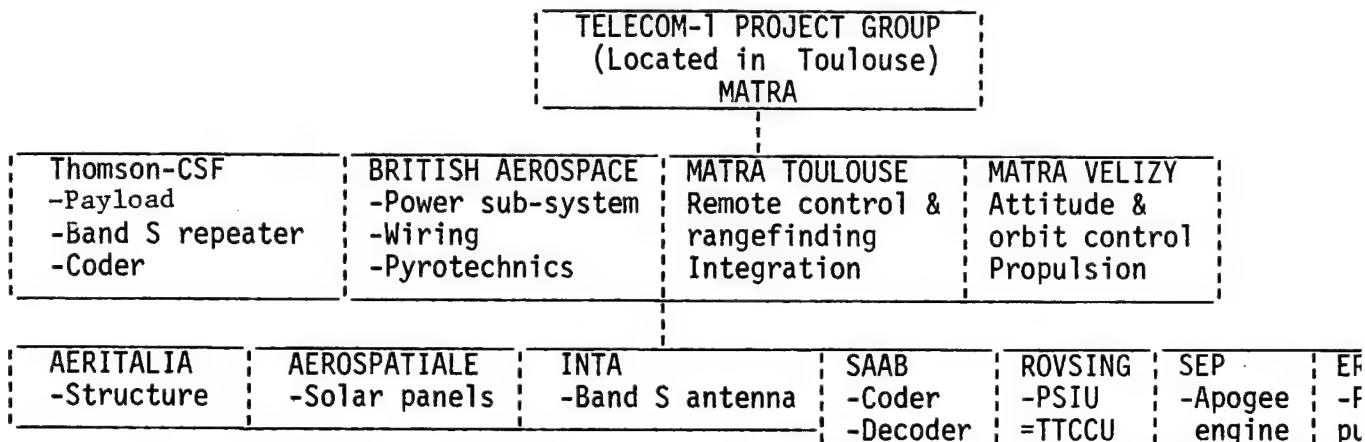 TELECOM-1 PROJECT GROUP
(Located in Toulouse)
MATRA
Thomson-CSF
-Payload
-Band S repeater
-Coder
BRITISH AEROSPACE
-Power sub-system
-Wiring
-Pyrotechnics
MATRA TOULOUSE
Remote control &
rangefinding
Integration
MATRA VELIZY
Attitude &
orbit control
Propulsion
AERITALIA
-Structure
AEROSPATIALE
-Solar panels
INTA
-Band S antenna
SAAB
-Coder
-Decoder
ROVSING
-PSIU
=TTCCU
SEP
-Apogee
engine